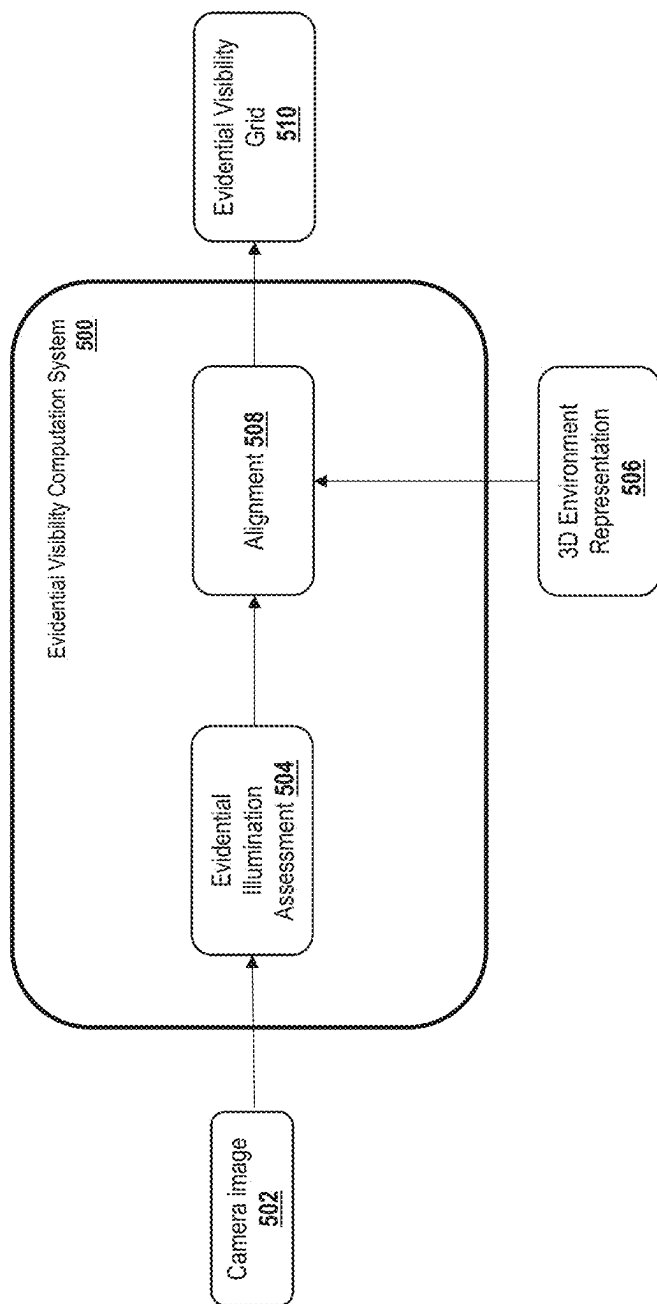 Evidential Visibility Computation System
500
Camera image
502
Evidential
Illumination
Assessment 504
Alignment 508
Evidential Visibility
Grid
510
3D Environment
Representation
506